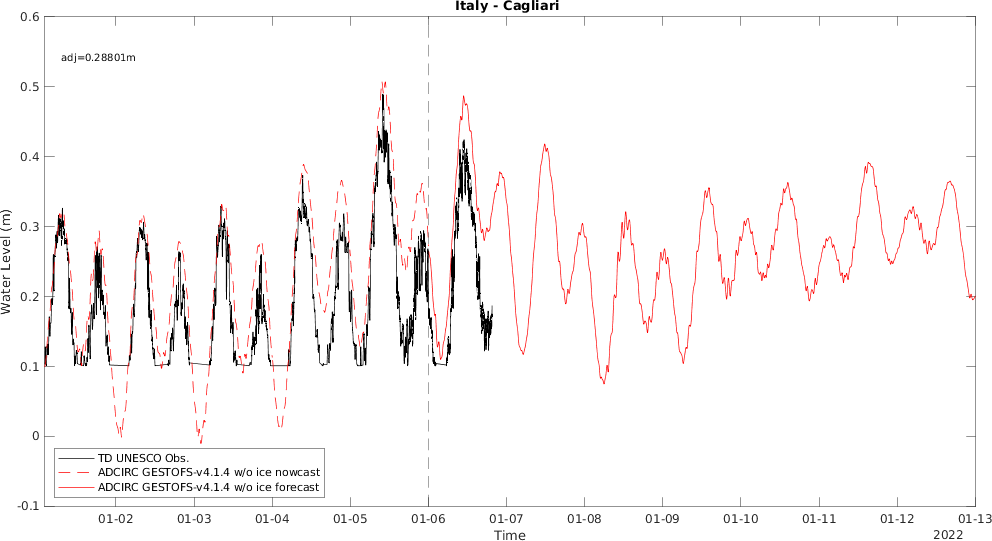 Italy - Cagliari
0.6
adj=0.28801m
0.5
0.4
0.3
0.2
0.1
0
-0.1
Water Level (m)
TD UNESCO Obs.
ADCIRC GESTOFS-v4.1.4 w/o ice nowcast
ADCIRC GESTOFS-v4.1.4 w/o ice forecast
01-02 01-03 01-04 01-05 01-06 01-07 01-08 01-09 01-10 01-11 01-12 01-13
Time
2022